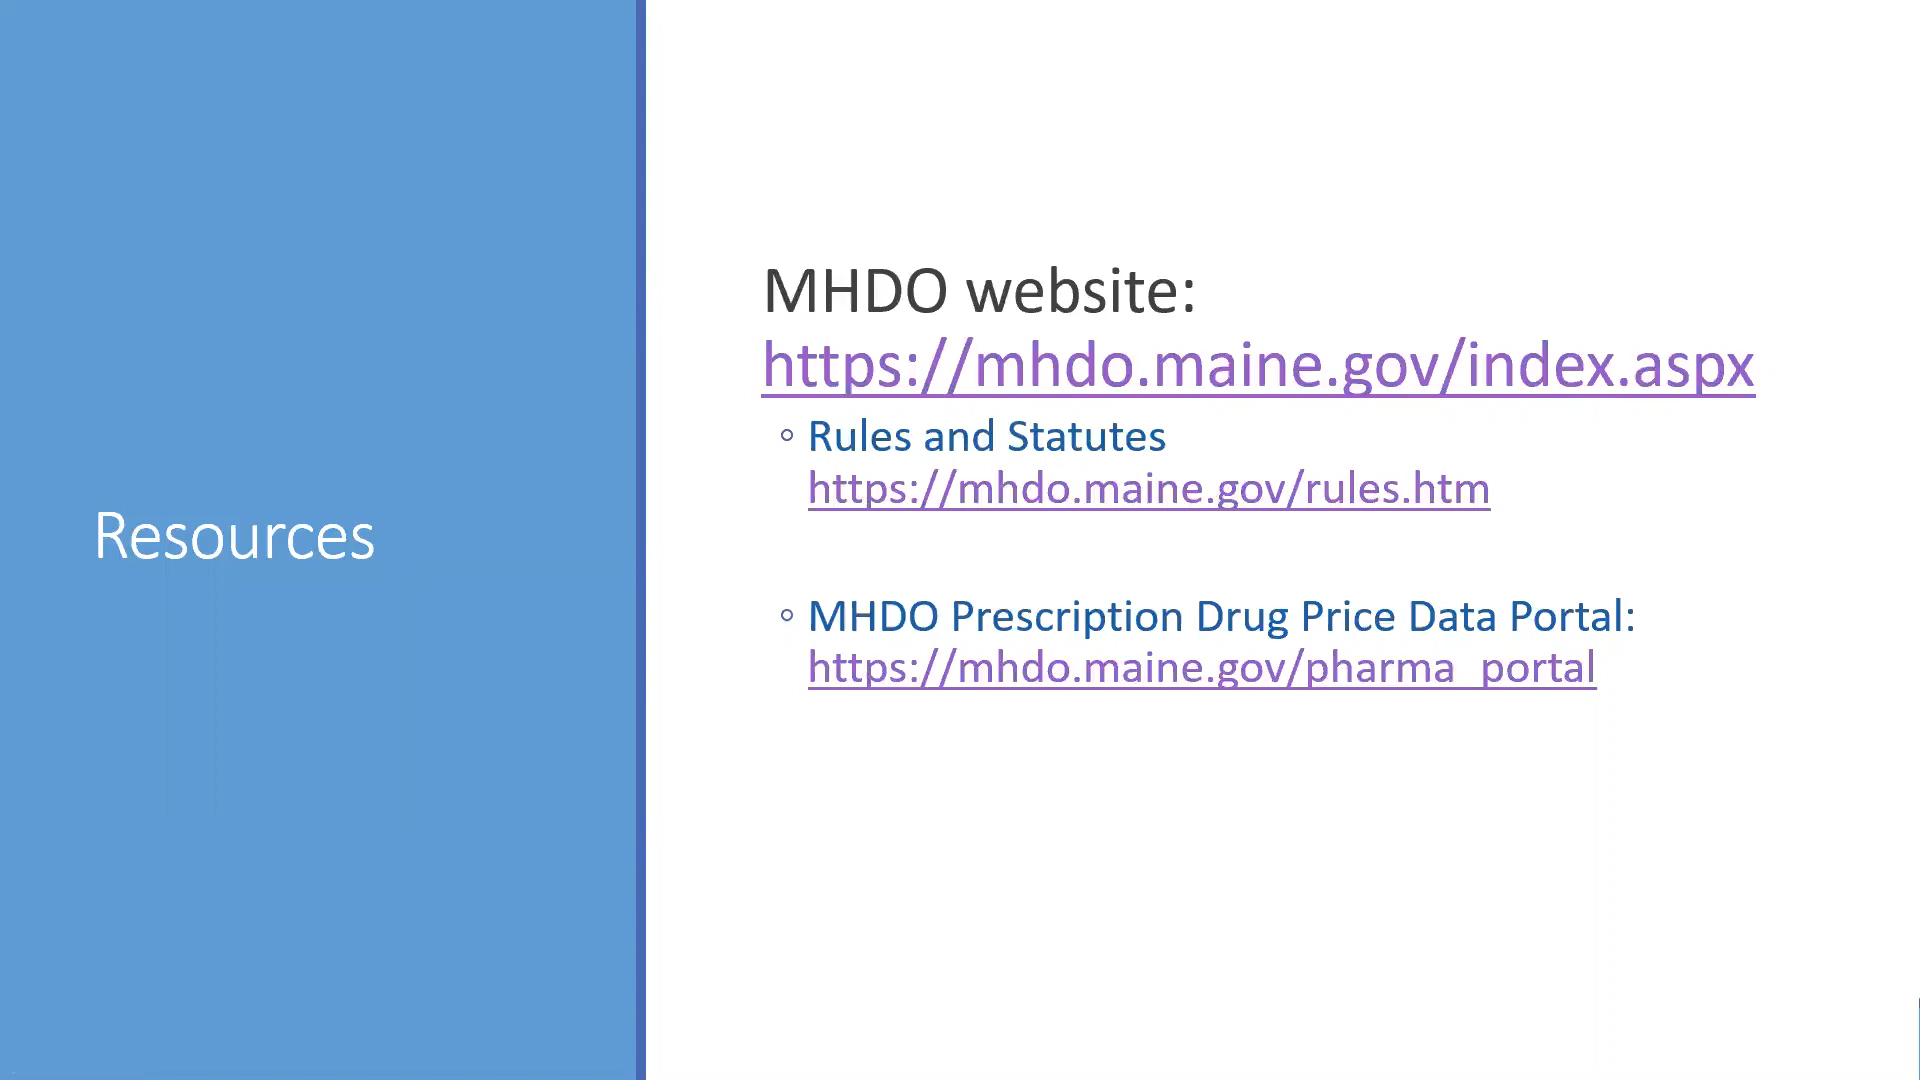 Resources
MHDO website:
https://mhdo.maine.gov/index.aspx
◦ Rules and Statutes
https://mhdo.maine.gov/rules.htm
◦ MHDO Prescription Drug Price Data Portal:
https://mhdo.maine.gov/pharma_portal